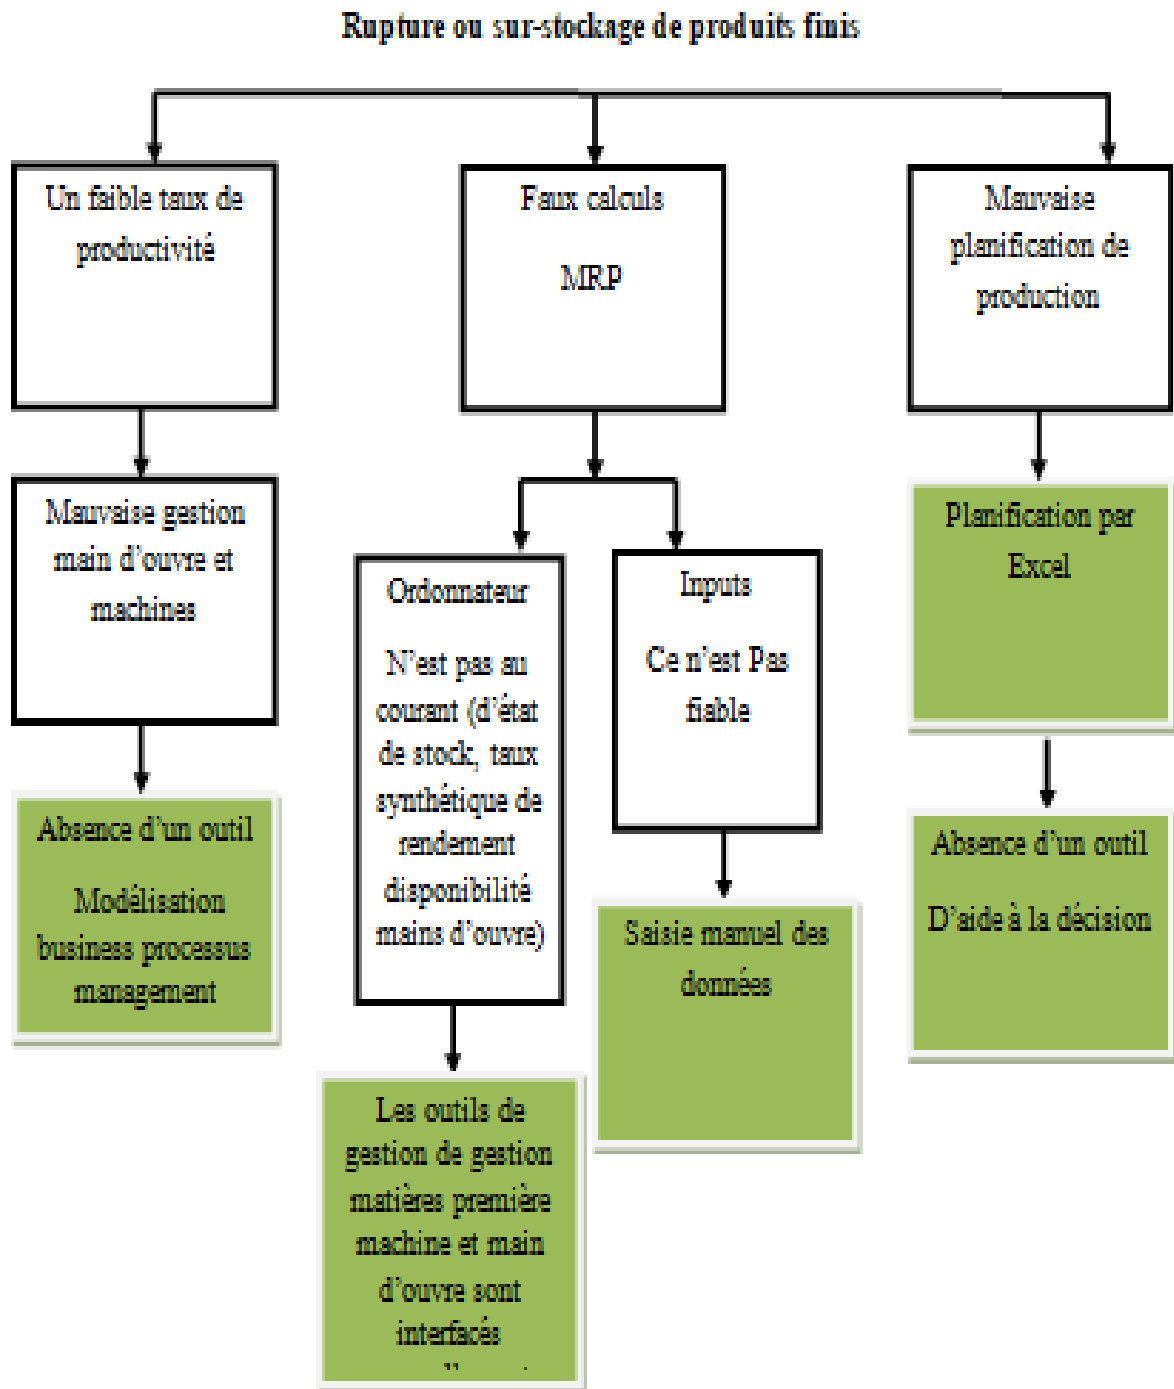 Rupture ou sur-stockage de produits finis
Un faible taux de
productivité
Faux calculs
MRP
Mauvaise
planification de
production
Mauvaise gestion
main d'ouvre et
machines
Ordonnateur
N'est pas au
courant (d'état
de stock, taux
synthétique de
rendement
disponibilité
mains d'ouvre)
Inputs
Ce n'est Pas
fiable
Planification par
Excel
Absence d'un outil
Modélisation
business processus
management
Saisie manuel des
données
Absence d'un outil
D'aide à la décision
Les outils de
gestion de gestion
matières première
machine et main
d'ouvre sont
interfacés